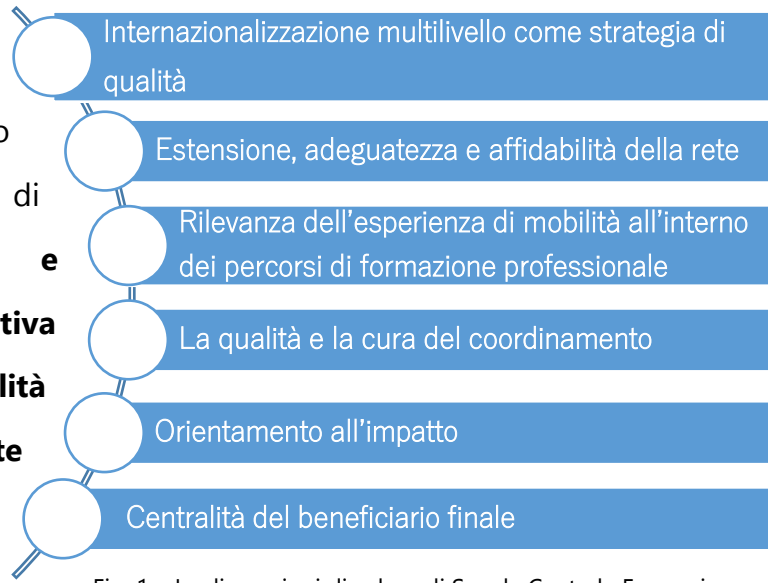 Internazionalizzazione multilivello come strategia di
qualità
Estensione, adeguatezza e affidabilità della rete
di
Rilevanza dell'esperienza di mobilità all'interno
e
dei percorsi di formazione professionale
La qualità e la cura del coordinamento
Orientamento all'impatto
Centralità del beneficiario finale